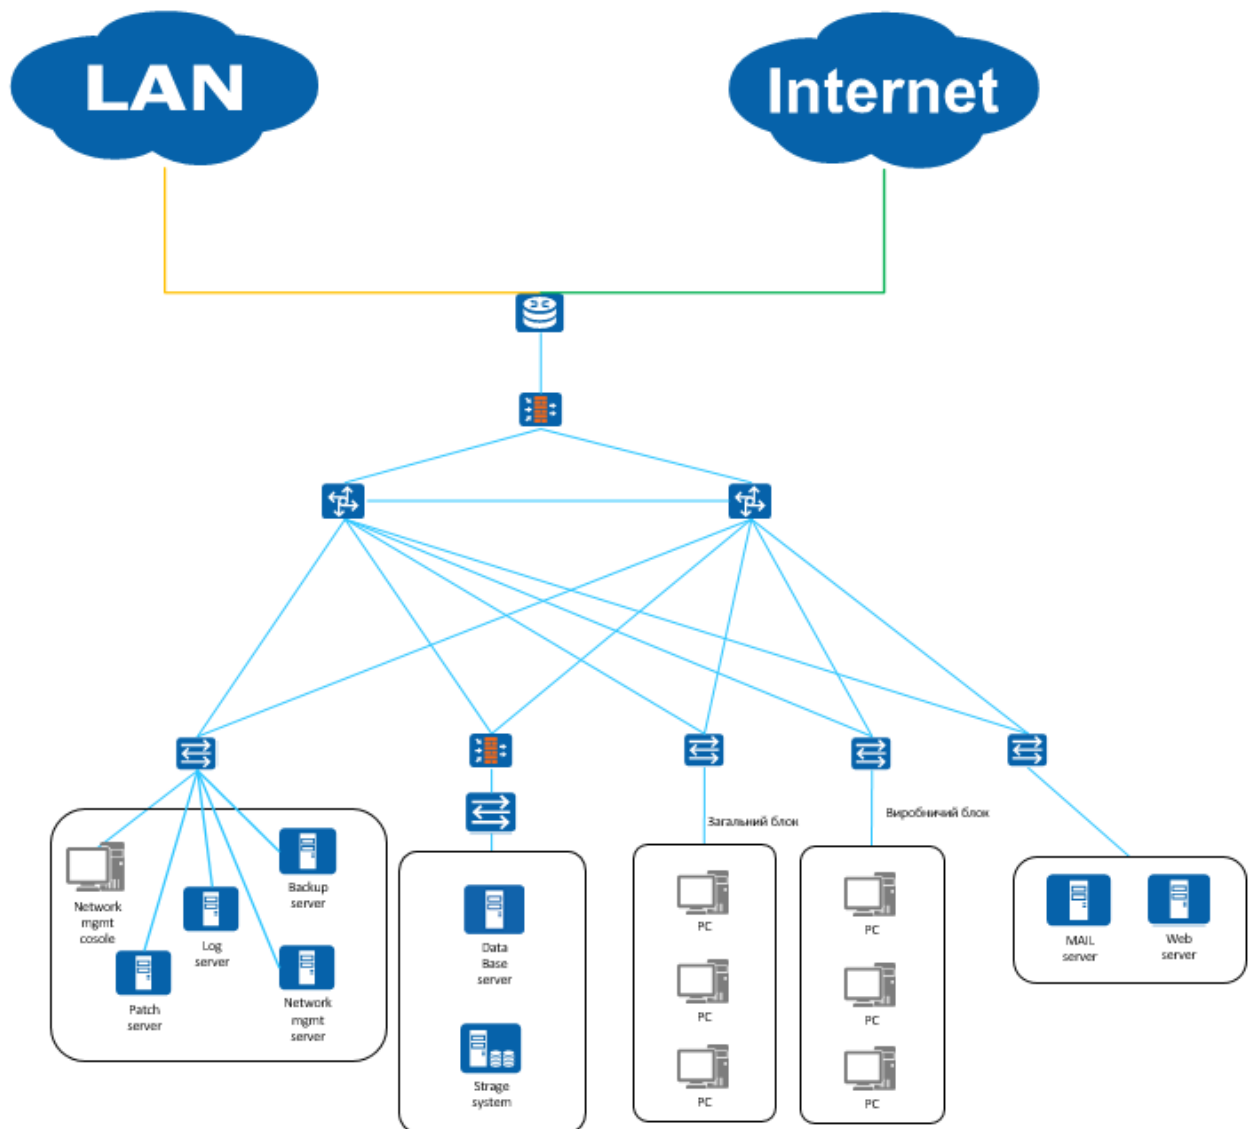 LAN
Internet
Загальний блок
Виробничий блок
Network
mgmt
cosole
Backup
server
Log
server
Patch
server
Network
mgmt
server
Data
Base
server
Strage
system
PC
PC
PC
PC
PC
PC
MAIL
server
Web
server